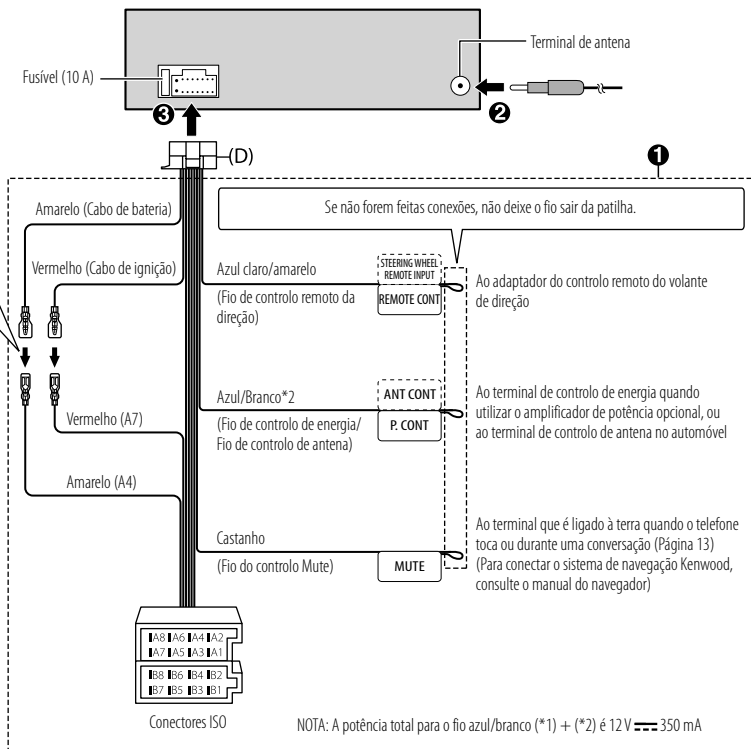 Terminal de antena
Fusível (10 A)
❸
❷
(D)
❶
Amarelo (Cabo de bateria)
Se não forem feitas conexões, não deixe o fio sair da patilha.
Vermelho (Cabo de ignição)
Azul claro/amarelo
(Fio de controlo remoto da
direção)
STEERING WHEEL
REMOTE INPUT
REMOTE CONT
Ao adaptador do controlo remoto do volante
de direção
Azul/Branco*2
(Fio de controlo de energia/
Fio de controlo de antena)
ANT CONT
P. CONT
Ao terminal de controlo de energia quando
utilizar o amplificador de potência opcional, ou
ao terminal de controlo de antena no automóvel
Vermelho (A7)
Amarelo (A4)
Castanho
(Fio do controlo Mute)
MUTE
Ao terminal que é ligado à terra quando o telefone
toca ou durante uma conversação (Página 13)
(Para conectar o sistema de navegação Kenwood,
consulte o manual do navegador)
A8 A6 A4 A2
A7 A5 A3 A1
B8 B6 B4 B2
B7 B5 B3 B1
Conectores ISO
NOTA: A potência total para o fio azul/branco (*1) + (*2) é 12 V ⎓ 350 mA